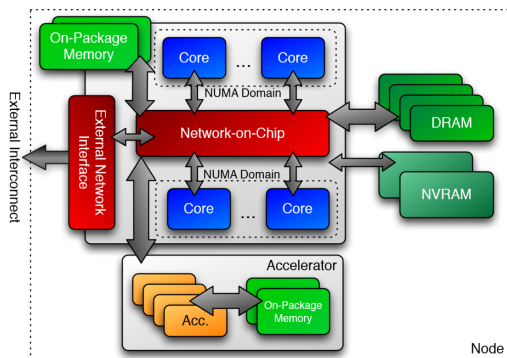 On-Package
Memory
Core
...
Core
NUMA Domain
External Interconnect
External Network
Interface
Network-on-Chip
DRAM
NUMA Domain
Core
...
Core
NVRAM
Accelerator
Acc.
On-Package
Memory
Node